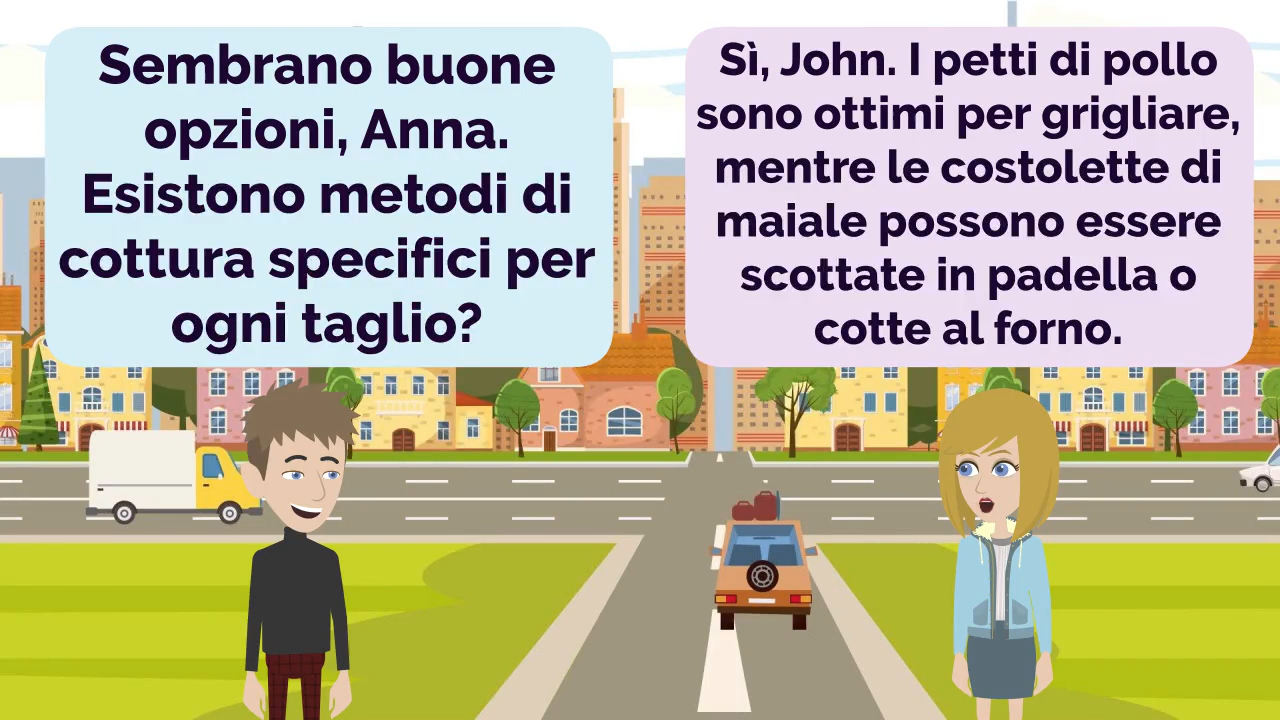 Sembrano buone
opzioni, Anna.
Esistono metodi di
cottura specifici per
ogni taglio?
Sì, John. I petti di pollo
sono ottimi per grigliare,
mentre le costolette di
maiale possono essere
scottate in padella o
cotte al forno.